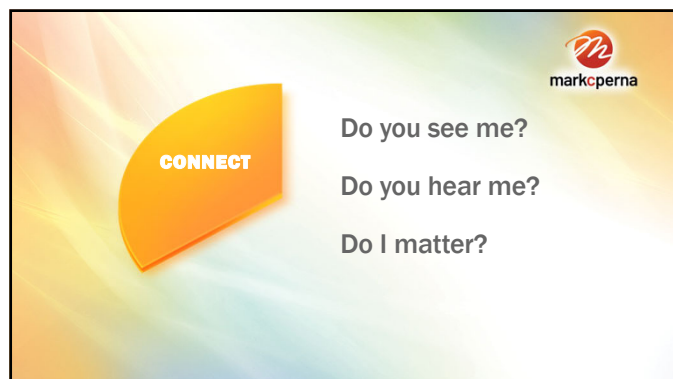 markcperna
CONNECT
Do you see me?
Do you hear me?
Do I matter?